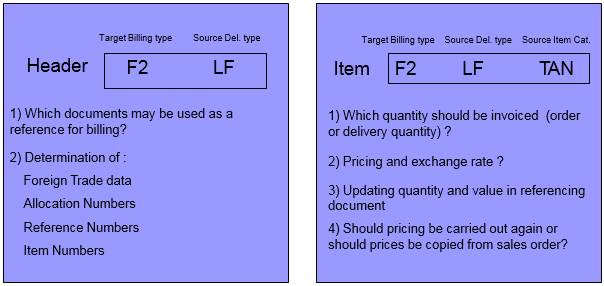 Target Billing type Source Del. type
Header F2 LF
1) Which documents may be used as a
reference for billing?
2) Determination of :
Foreign Trade data
Allocation Numbers
Reference Numbers
Item Numbers
Target Billing type Source Del. type Source Item Cat.
Item F2 LF TAN
1) Which quantity should be invoiced (order
or delivery quantity) ?
2) Pricing and exchange rate ?
3) Updating quantity and value in referencing
document
4) Should pricing be carried out again or
should prices be copied from sales order?